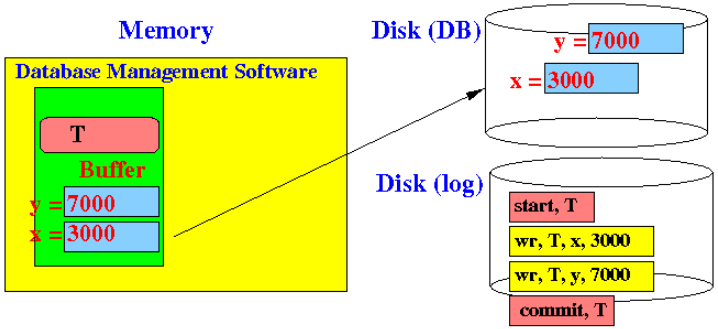 Memory
Disk (DB)
y = 7000
x = 3000
Database Management Software
T
Buffer
y = 7000
x = 3000
Disk (log)
start, T
wr, T, x, 3000
wr, T, y, 7000
commit, T